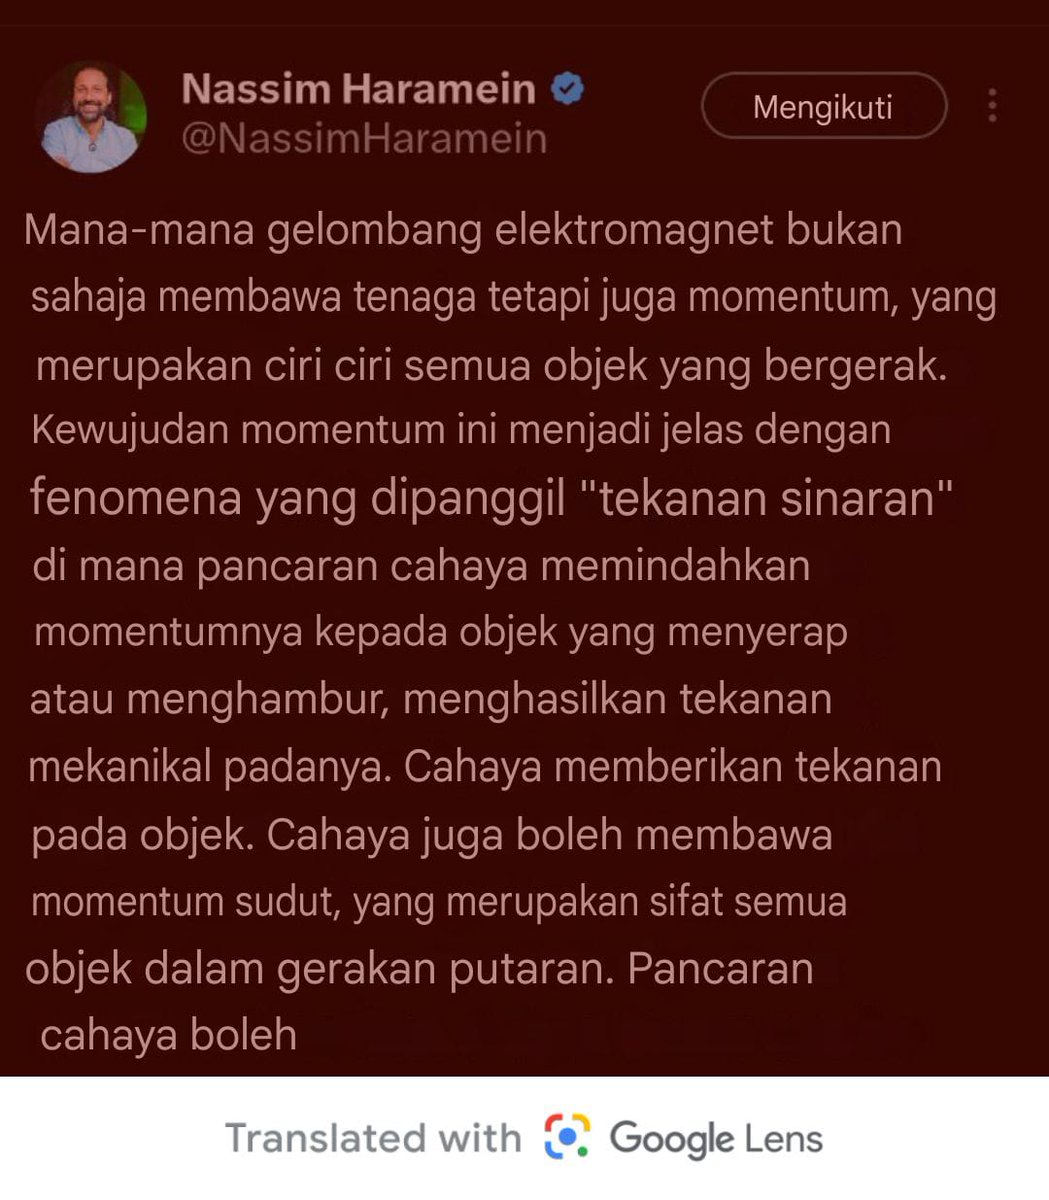 Nassim Haramein
Mengikuti
@NassimHaramein
Mana-mana gelombang elektromagnet bukan
sahaja membawa tenaga tetapi juga momentum, yang
merupakan ciri ciri semua objek yang bergerak.
Kewujudan momentum ini menjadi jelas dengan
fenomena yang dipanggil "tekanan sinaran"
di mana pancaran cahaya memindahkan
momentumnya kepada objek yang menyerap
atau menghambur, menghasilkan tekanan
mekanikal padanya. Cahaya memberikan tekanan
pada objek. Cahaya juga boleh membawa
momentum sudut, yang merupakan sifat semua
objek dalam gerakan putaran. Pancaran
cahaya boleh
Translated with Google Lens